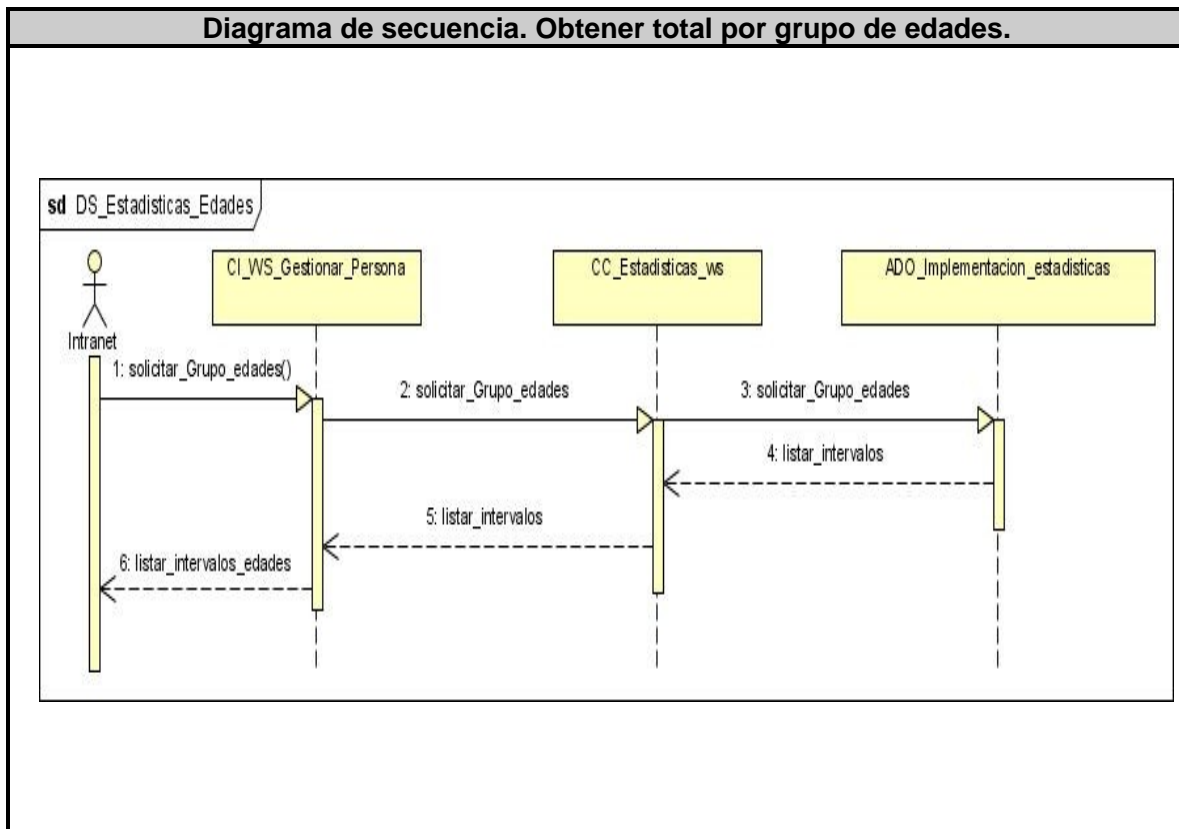 Diagrama de secuencia. Obtener total por grupo de edades.
sd DS_Estadisticas_Edades
CI_WS_Gestionar_Persona
CC_Estadisticas_ws
ADO_Implementacion_estadisticas
Intranet
1: solicitar_Grupo_edades()
2: solicitar_Grupo_edades
3: solicitar_Grupo_edades
4: listar_intervalos
5: listar_intervalos
6: listar_intervalos_edades